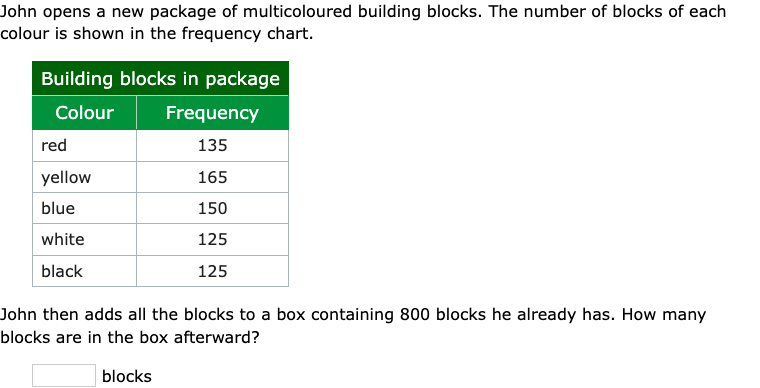 John opens a new package of multicoloured building blocks. The number of blocks of each
colour is shown in the frequency chart.
Building blocks in package
Colour Frequency
red 135
yellow 165
blue 150
white 125
black 125
John then adds all the blocks to a box containing 800 blocks he already has. How many
blocks are in the box afterward?
blocks